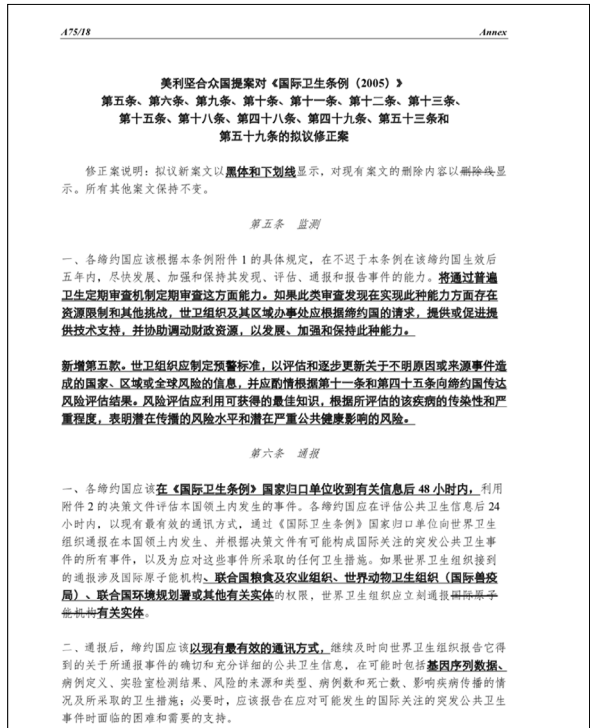 A75/18 Annex
美利坚合众国提案对《国际卫生条例（2005）》
第五条、第六条、第九条、第十条、第十一条、第十二条、第十三条、
第十五条、第十八条、第四十八条、第四十九条、第五十三条和
第五十九条的拟议修正案
修正案说明：拟议新案文以黑体和下划线显示，对现有案文的删除内容以删除线显
示。所有其他案文保持不变。
第五条 监测
一、各缔约国应该根据本条例附件 1 的具体规定，在不迟于本条例在该缔约国生效后
五年内，尽快发展、加强和保持其发现、评估、通报和报告事件的能力。将通过普遍
卫生定期审查机制定期审查这方面能力。如果此类审查发现在实现此种能力方面存在
资源限制和其他挑战，世卫组织及其区域办事处应根据缔约国的请求，提供或促进提
供技术支持，并协助调动财政资源，以发展、加强和保持此种能力。
新增第五款。世卫组织应制定预警标准，以评估和逐步更新关于不明原因或来源事件造
成的国家、区域或全球风险的信息，并应酌情根据第十一条和第四十五条向缔约国传达
风险评估结果。风险评估应利用可获得的最佳知识，根据所评估的该疾病的传染性和严
重程度，表明潜在传播的风险水平和潜在严重公共健康影响的风险。
第六条 通报
一、各缔约国应该在《国际卫生条例》国家归口单位收到有关信息后 48 小时内，利用
附件 2 的决策文件评估本国领土内发生的事件。各缔约国应在评估公共卫生信息后 24
小时内，以现有最有效的通讯方式，通过《国际卫生条例》国家归口单位向世界卫生
组织通报在本国领土内发生、并根据决策文件有可能构成国际关注的突发公共卫生事
件的所有事件，以及为应对这些事件所采取的任何卫生措施。如果世界卫生组织接到
的通报涉及国际原子能机构、联合国粮食及农业组织、世界动物卫生组织（国际兽疫
局）、联合国环境规划署或其他有关实体的权限，世界卫生组织应立刻通报国际原子
能机构有关实体。
二、通报后，缔约国应该以现有最有效的通讯方式，继续及时向世界卫生组织报告它得
到的关于所通报事件的确切和充分详细的公共卫生信息，在可能时包括基因序列数据、
病例定义、实验室检测结果、风险的来源和类型、病例数和死亡数、影响疾病传播的情
况及所采取的卫生措施；必要时，应该报告在应对可能发生的国际关注的突发公共卫生
事件时面临的困难和需要的支持。